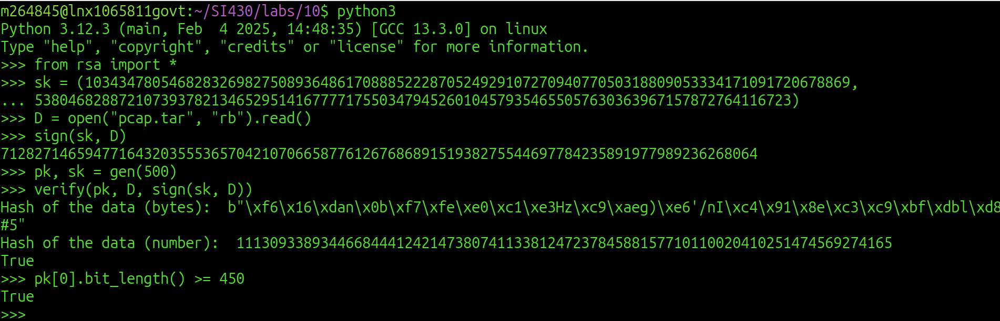 m264845@lnx1065811govt:~/SI430/labs/10$ python3
Python 3.12.3 (main, Feb  4 2025, 14:48:35) [GCC 13.3.0] on linux
Type "help", "copyright", "credits" or "license" for more information.
>>> from rsa import *
>>> sk = (1034347805468283269827508936486170888522287052492910727094077050318809053334171091720678869,
... 538046828872107393782134652951416777717550347945260104579354655057630363967157872764116723)
>>> D = open("pcap.tar", "rb").read()
>>> sign(sk, D)
712827146594771643203555365704210706658776126768689151938275544697784235891977989236268064
>>> pk, sk = gen(500)
>>> verify(pk, D, sign(sk, D))
Hash of the data (bytes):  b"\xf6\x16\xdan\x0b\xf7\xfe\xe0\xc1\xe3Hz\xc9\xaeg)\xe6'/nI\xc4\x91\x8e\xc3\xc9\xbf\xdbl\xd8
#5"
Hash of the data (number):  111309338934466844412421473807411338124723784588157710110020410251474569274165
True
>>> pk[0].bit_length() >= 450
True
>>>